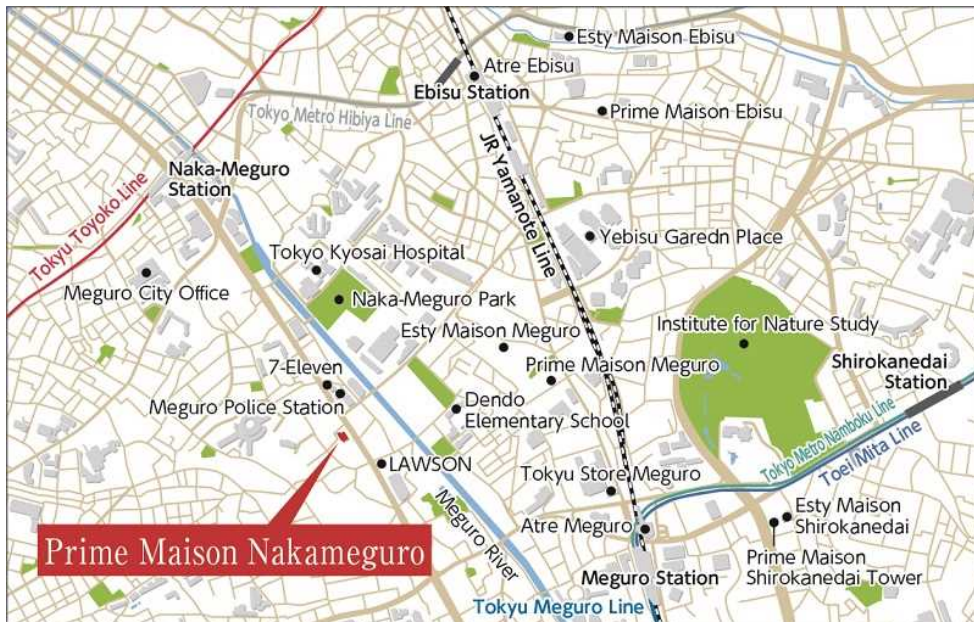 Esty Maison Ebisu
Atre Ebisu
Ebisu Station
Prime Maison Ebisu
Tokyo Metro Hibiya Line
Naka-Meguro
Station
Tokyu Toyoko Line
JR Yamanote Line
Yebisu Garedn Place
Tokyo Kyosai Hospital
Meguro City Office
Naka-Meguro Park
Esty Maison Meguro
Institute for Nature Study
7-Eleven
Prime Maison Meguro
Shirokanedai
Station
Meguro Police Station
Dendo
Elementary School
Tokyo Metro Namboku Line
Toei Mita Line
LAWSON
Tokyu Store Meguro
Meguro River
Atre Meguro
Esty Maison
Shirokanedai
Prime Maison Nakameguro
Prime Maison
Shirokanedai Tower
Meguro Station
Tokyu Meguro Line